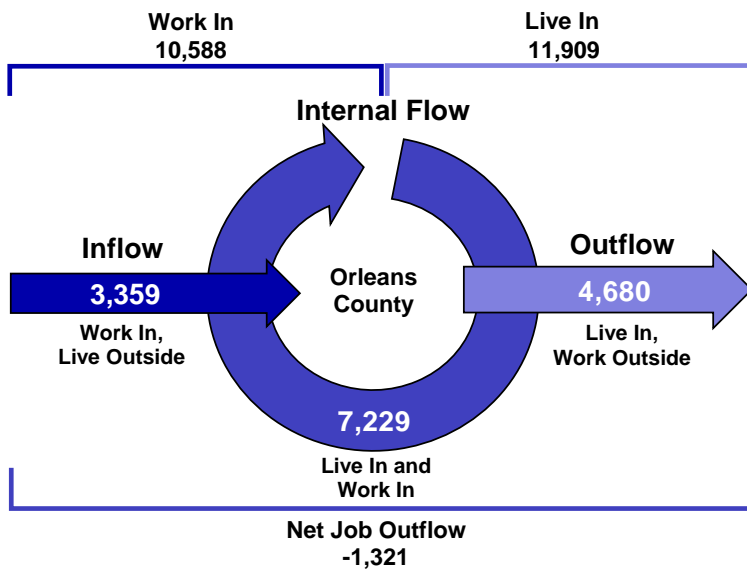 Work In
10,588
Live In
11,909
Internal Flow
Inflow
3,359
Work In,
Live Outside
Orleans
County
Outflow
4,680
Live In,
Work Outside
7,229
Live In and
Work In
Net Job Outflow
-1,321